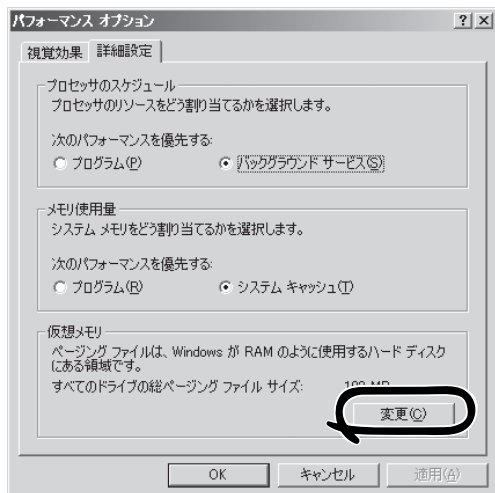 パフォーマンス オプション
視覚効果 詳細設定
プロセッサのスケジュール
プロセッサのリソースをどう割り当てるかを選択します。
次のパフォーマンスを優先する:
プログラム(P) バックグラウンド サービス(S)
メモリ使用量
システム メモリをどう割り当てるかを選択します。
次のパフォーマンスを優先する:
プログラム(R) システム キャッシュ(T)
仮想メモリ
ページング ファイルは、Windows が RAM のように使用するハード ディスク
にある領域です。
すべてのドライブの総ページング ファイル サイズ: MB
変更(C)
OK キャンセル 適用(A)